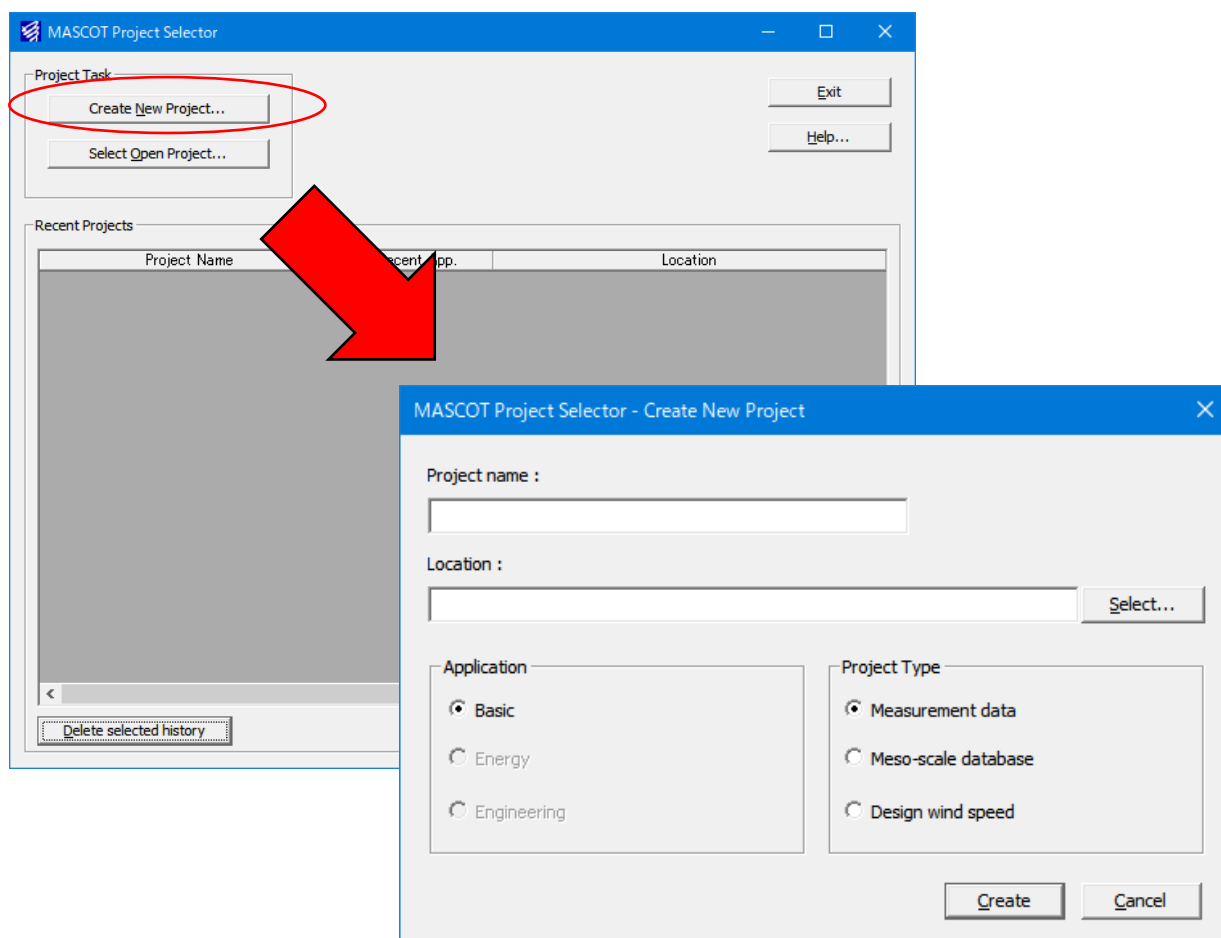 MASCOT Project Selector
Project Task
Create New Project...
Select Open Project...
Exit
Help...
Recent Projects
Project Name
App.
Location
Delete selected history
MASCOT Project Selector - Create New Project
Project name :
Location :
Select...
Application
Basic
Energy
Engineering
Project Type
Measurement data
Meso-scale database
Design wind speed
Create
Cancel